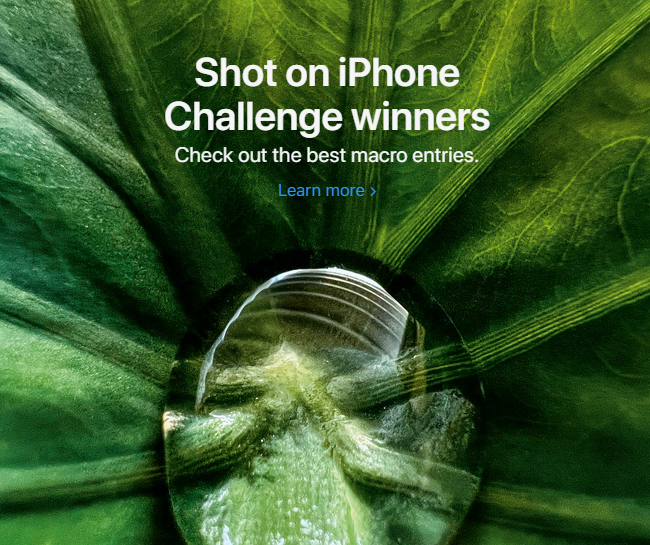 Shot on iPhone
Challenge winners
Check out the best macro entries.
Learn more >